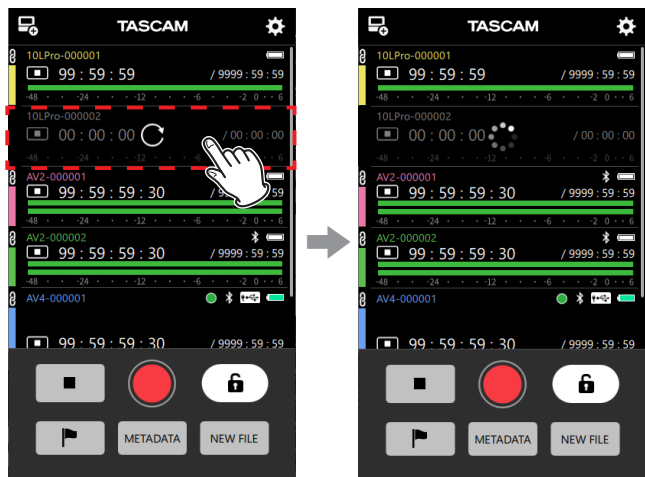 TASCAM
10LPro-000001
99 : 59 : 59 / 9999 : 59 : 59
-48 -24 -12 -6 -2 0 6
10LPro-000002
00 : 00 : 00 / 00 : 00 : 00
-48 -24 -12 -6 -2 0 6
AV2-000001
99 : 59 : 59 : 30 / 9 : 59
-48 -24 -12 -6 -2 0 6
AV2-000002
99 : 59 : 59 : 30 / 9999 : 59 : 59
-48 -24 -12 -6 -2 0 6
AV4-000001
99 : 59 : 59 : 30 / 9999 : 59 : 59
METADATA
NEW FILE
TASCAM
10LPro-000001
99 : 59 : 59 / 9999 : 59 : 59
-48 -24 -12 -6 -2 0 6
10LPro-000002
00 : 00 : 00 / 00 : 00 : 00
-48 -24 -12 -6 -2 0 6
AV2-000001
99 : 59 : 59 : 30 / 9999 : 59 : 59
-48 -24 -12 -6 -2 0 6
AV2-000002
99 : 59 : 59 : 30 / 9999 : 59 : 59
-48 -24 -12 -6 -2 0 6
AV4-000001
99 : 59 : 59 : 30 / 9999 : 59 : 59
METADATA
NEW FILE